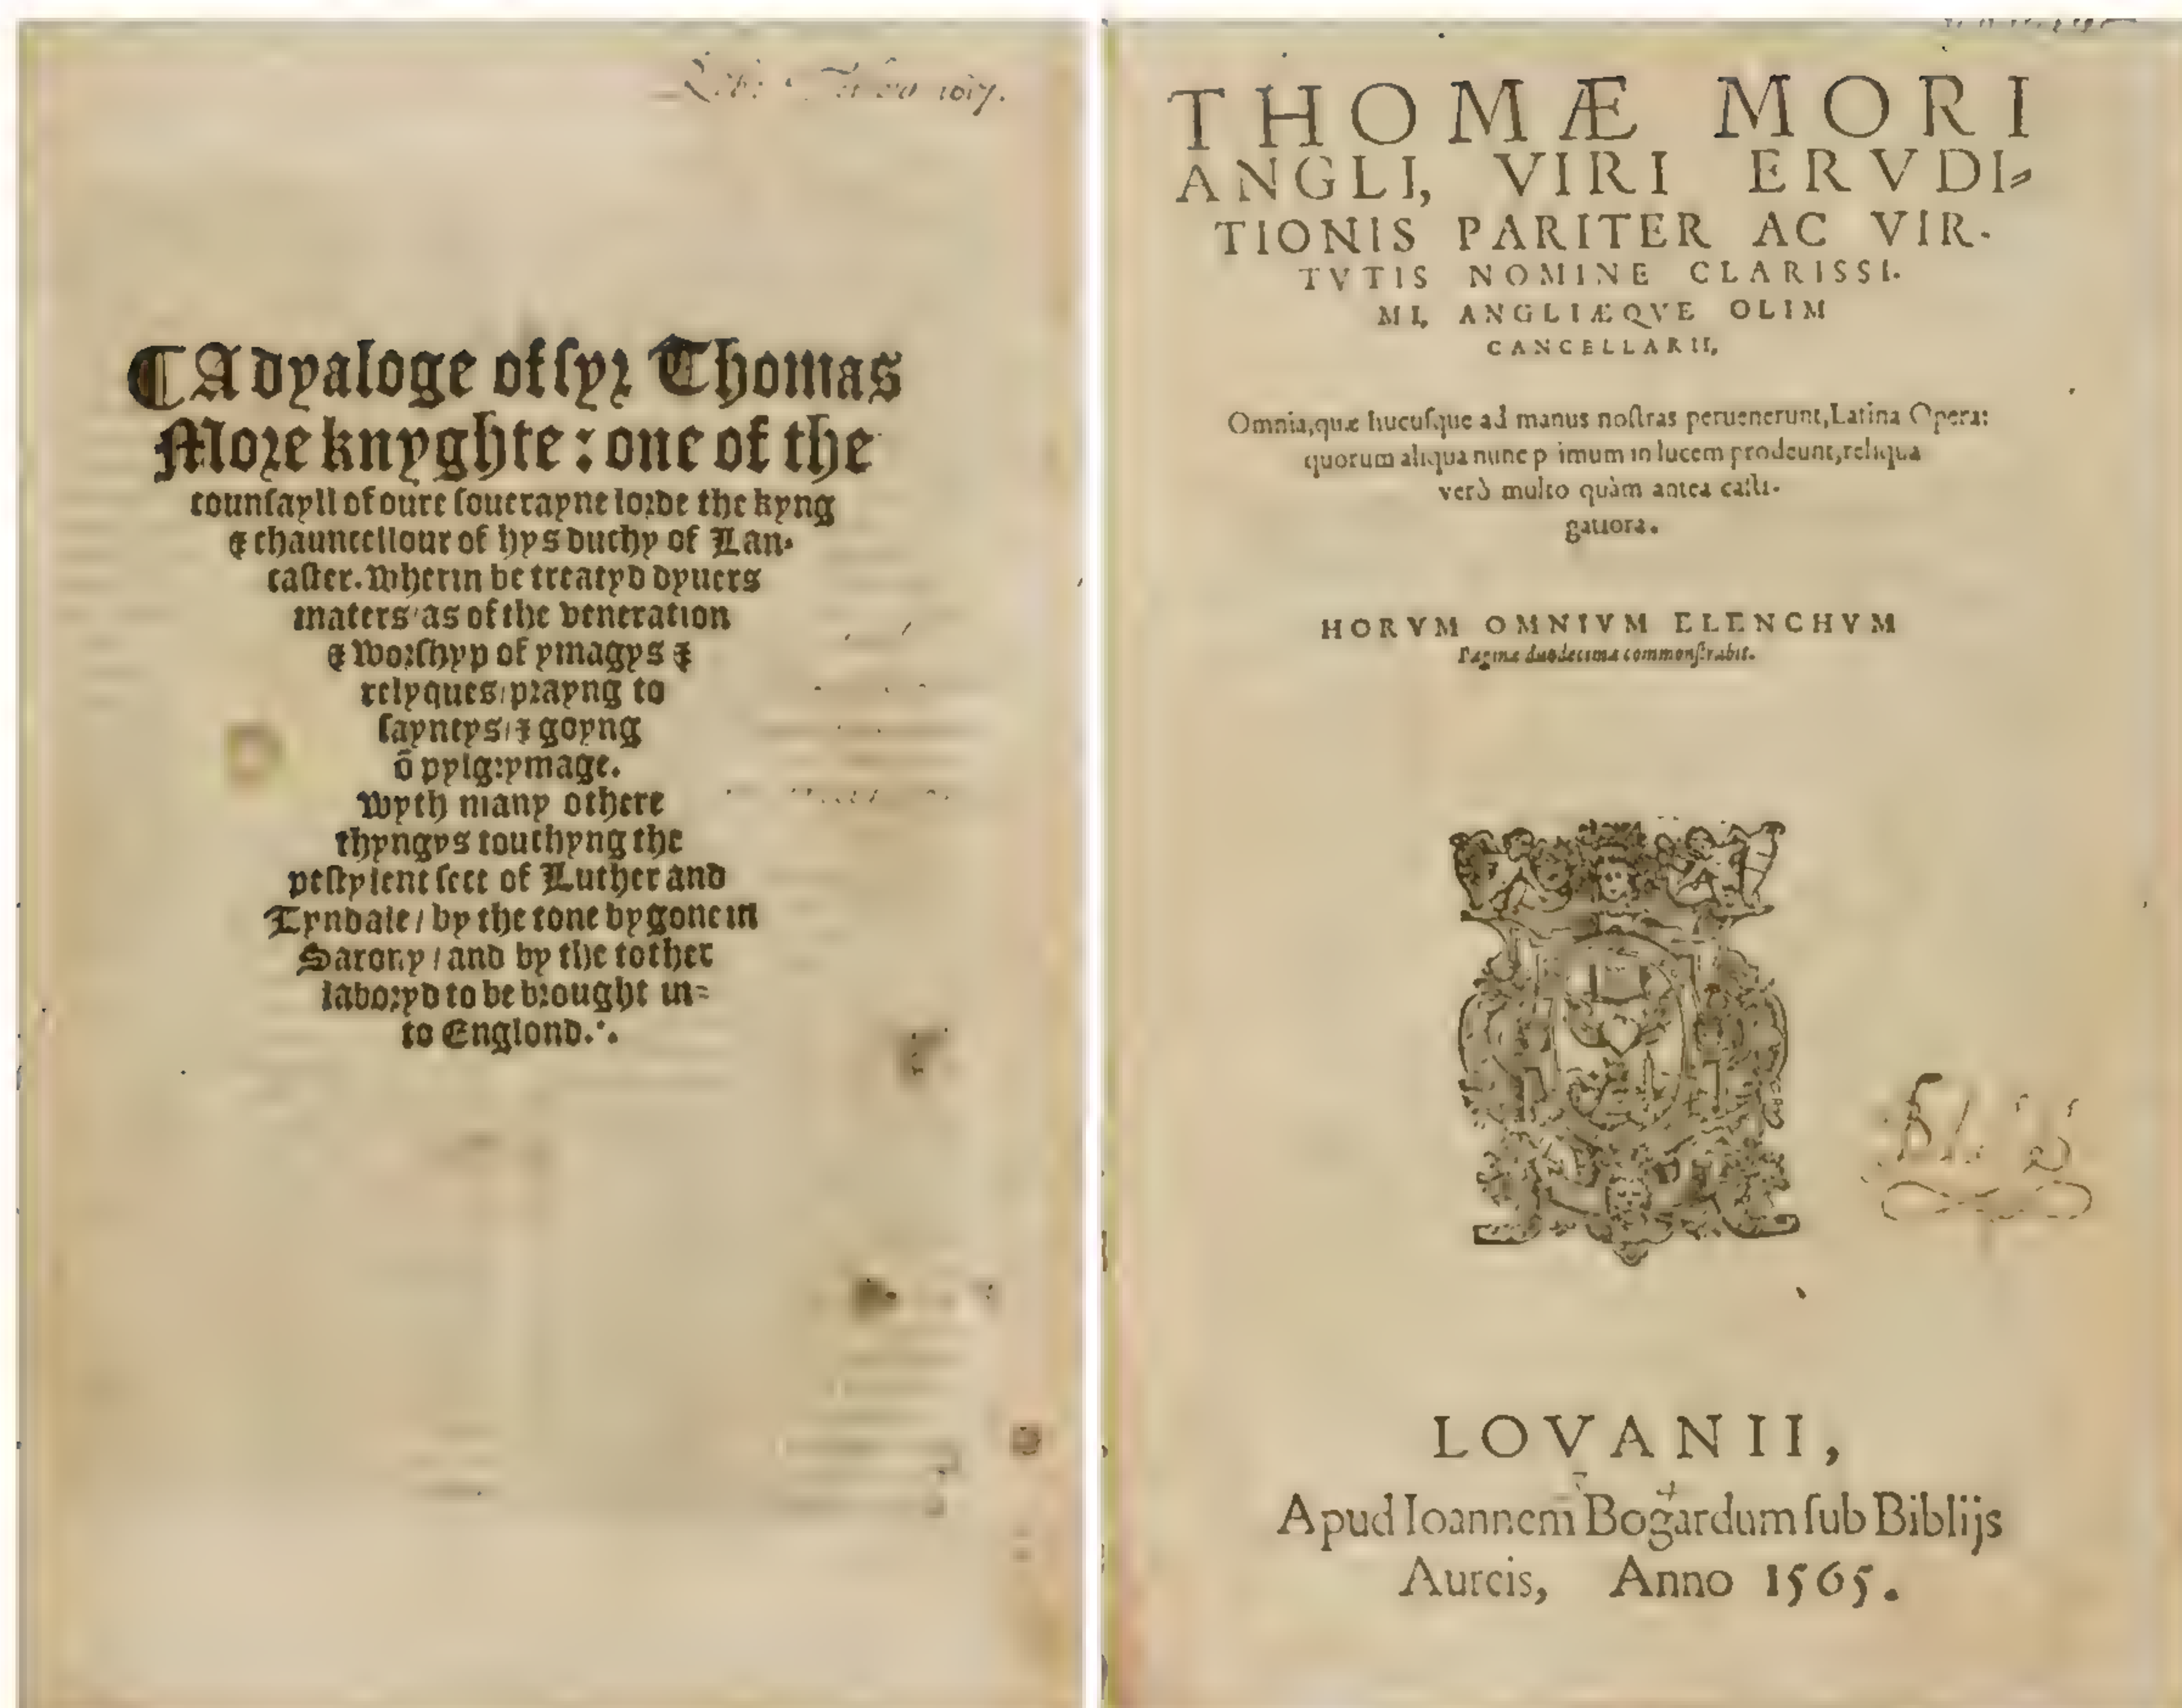 1617.
¶ A dyaloge of syr Thomas
More knyghte: one of the
counsayll of oure souerayne lorde the kyng
& chauncellour of hys duchy of Lan-
caster. Wherin be treatyd dyuers
maters / as of the veneration
& worshyp of ymagys &
relyques / prayng to
sayntys / & goyng
ō pylgrymage.
Wyth many othere
thyngys touchyng the
pestylent sect of Luther and
Tyndale / by the tone bygone in
Saxony / and by the tother
laboryd to be brought in=
to Englond.
THOMÆ MORI
ANGLI, VIRI ERVDI-
TIONIS PARITER AC VIR-
TVTIS NOMINE CLARISSI-
MI, ANGLIÆQVE OLIM
CANCELLARII,
Omnia, quæ hucuſque ad manus noſtras peruenerunt, Latina Opera:
quorum aliqua nunc primum in lucem prodeunt, reliqua
verò multo quàm antea caſti-
gatiora.
HORVM OMNIVM ELENCHVM
Pagina duodecima commonſtrabit.
LOVANII,
Apud Ioannem Bogardum ſub Biblijs
Aureis, Anno 1565.